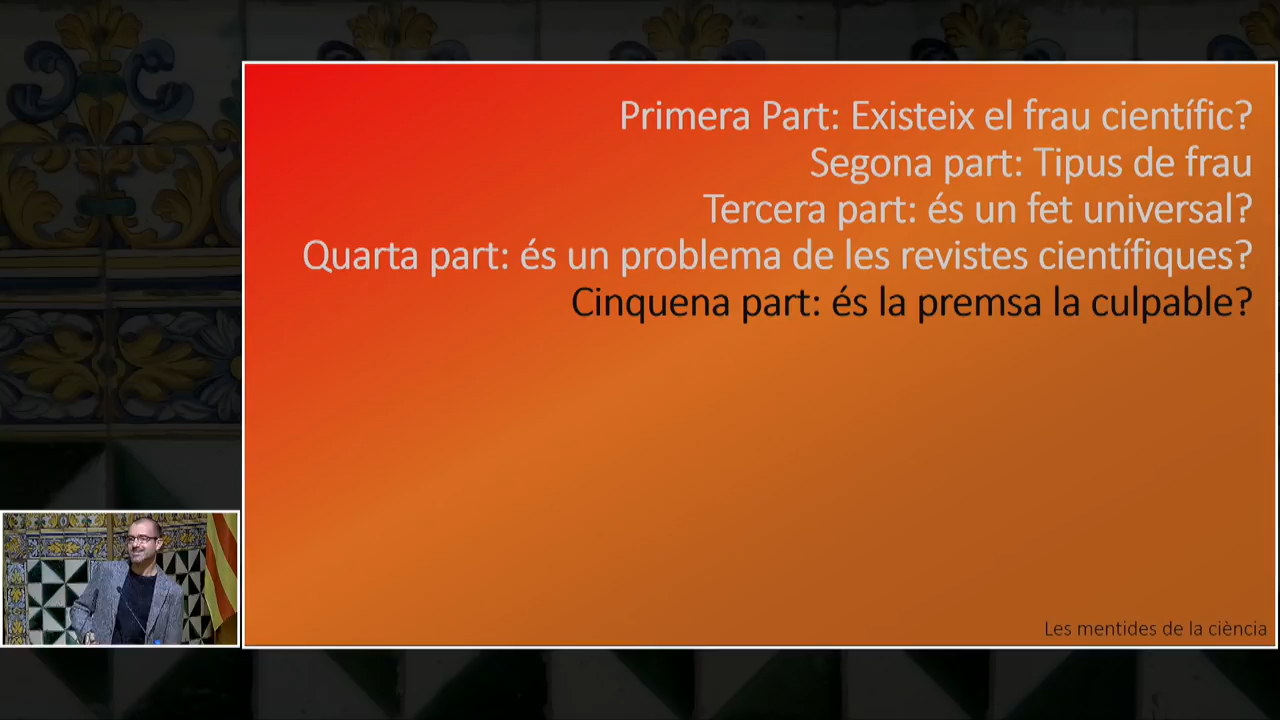 Primera Part: Existeix el frau científic?
Segona part: Tipus de frau
Tercera part: és un fet universal?
Quarta part: és un problema de les revistes científiques?
Cinquena part: és la premsa la culpable?
Les mentides de la ciència